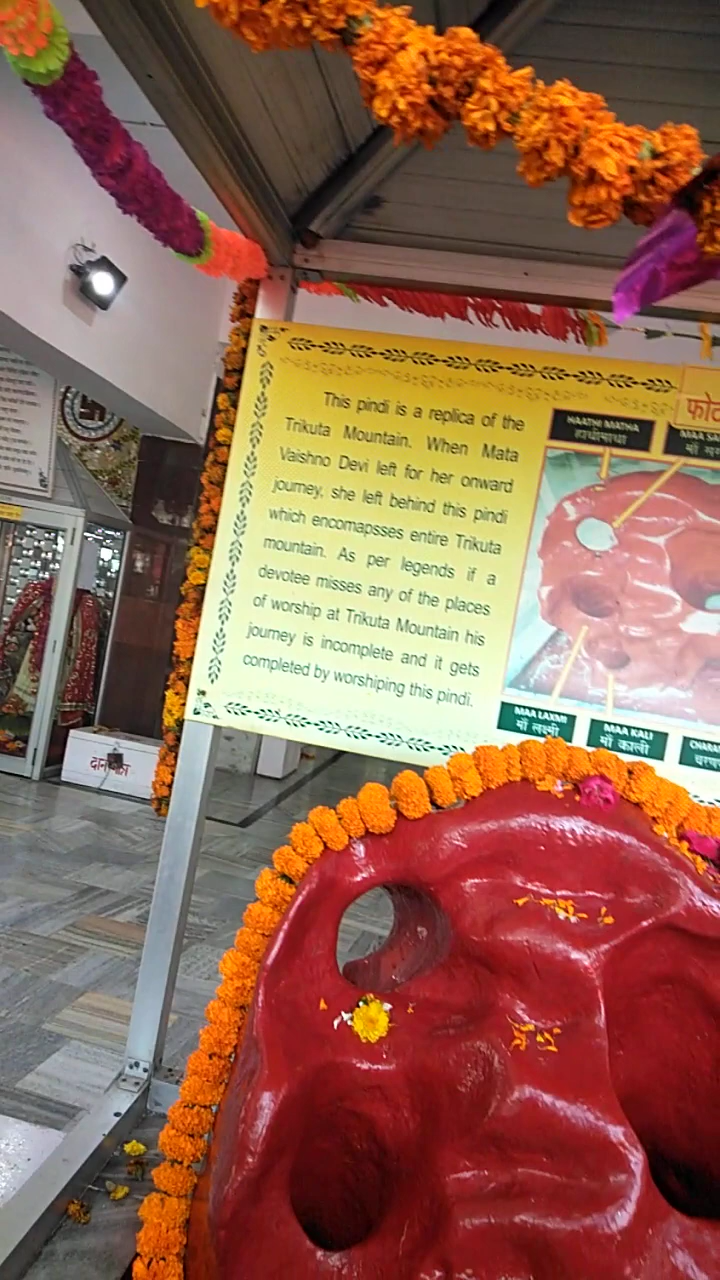 This pindi is a replica of the
Trikuta Mountain. When Mata
Vaishno Devi left for her onward
journey, she left behind this pindi
which encomapsses entire Trikuta
mountain. As per legends if a
devotee misses any of the places
of worship at Trikuta Mountain his
journey is incomplete and it gets
completed by worshiping this pindi.
HAATHI MATHA
हाथीमाथा
MAA
माँ
MAA LAXMI
माँ लक्ष्मी
MAA KALI
माँ काली